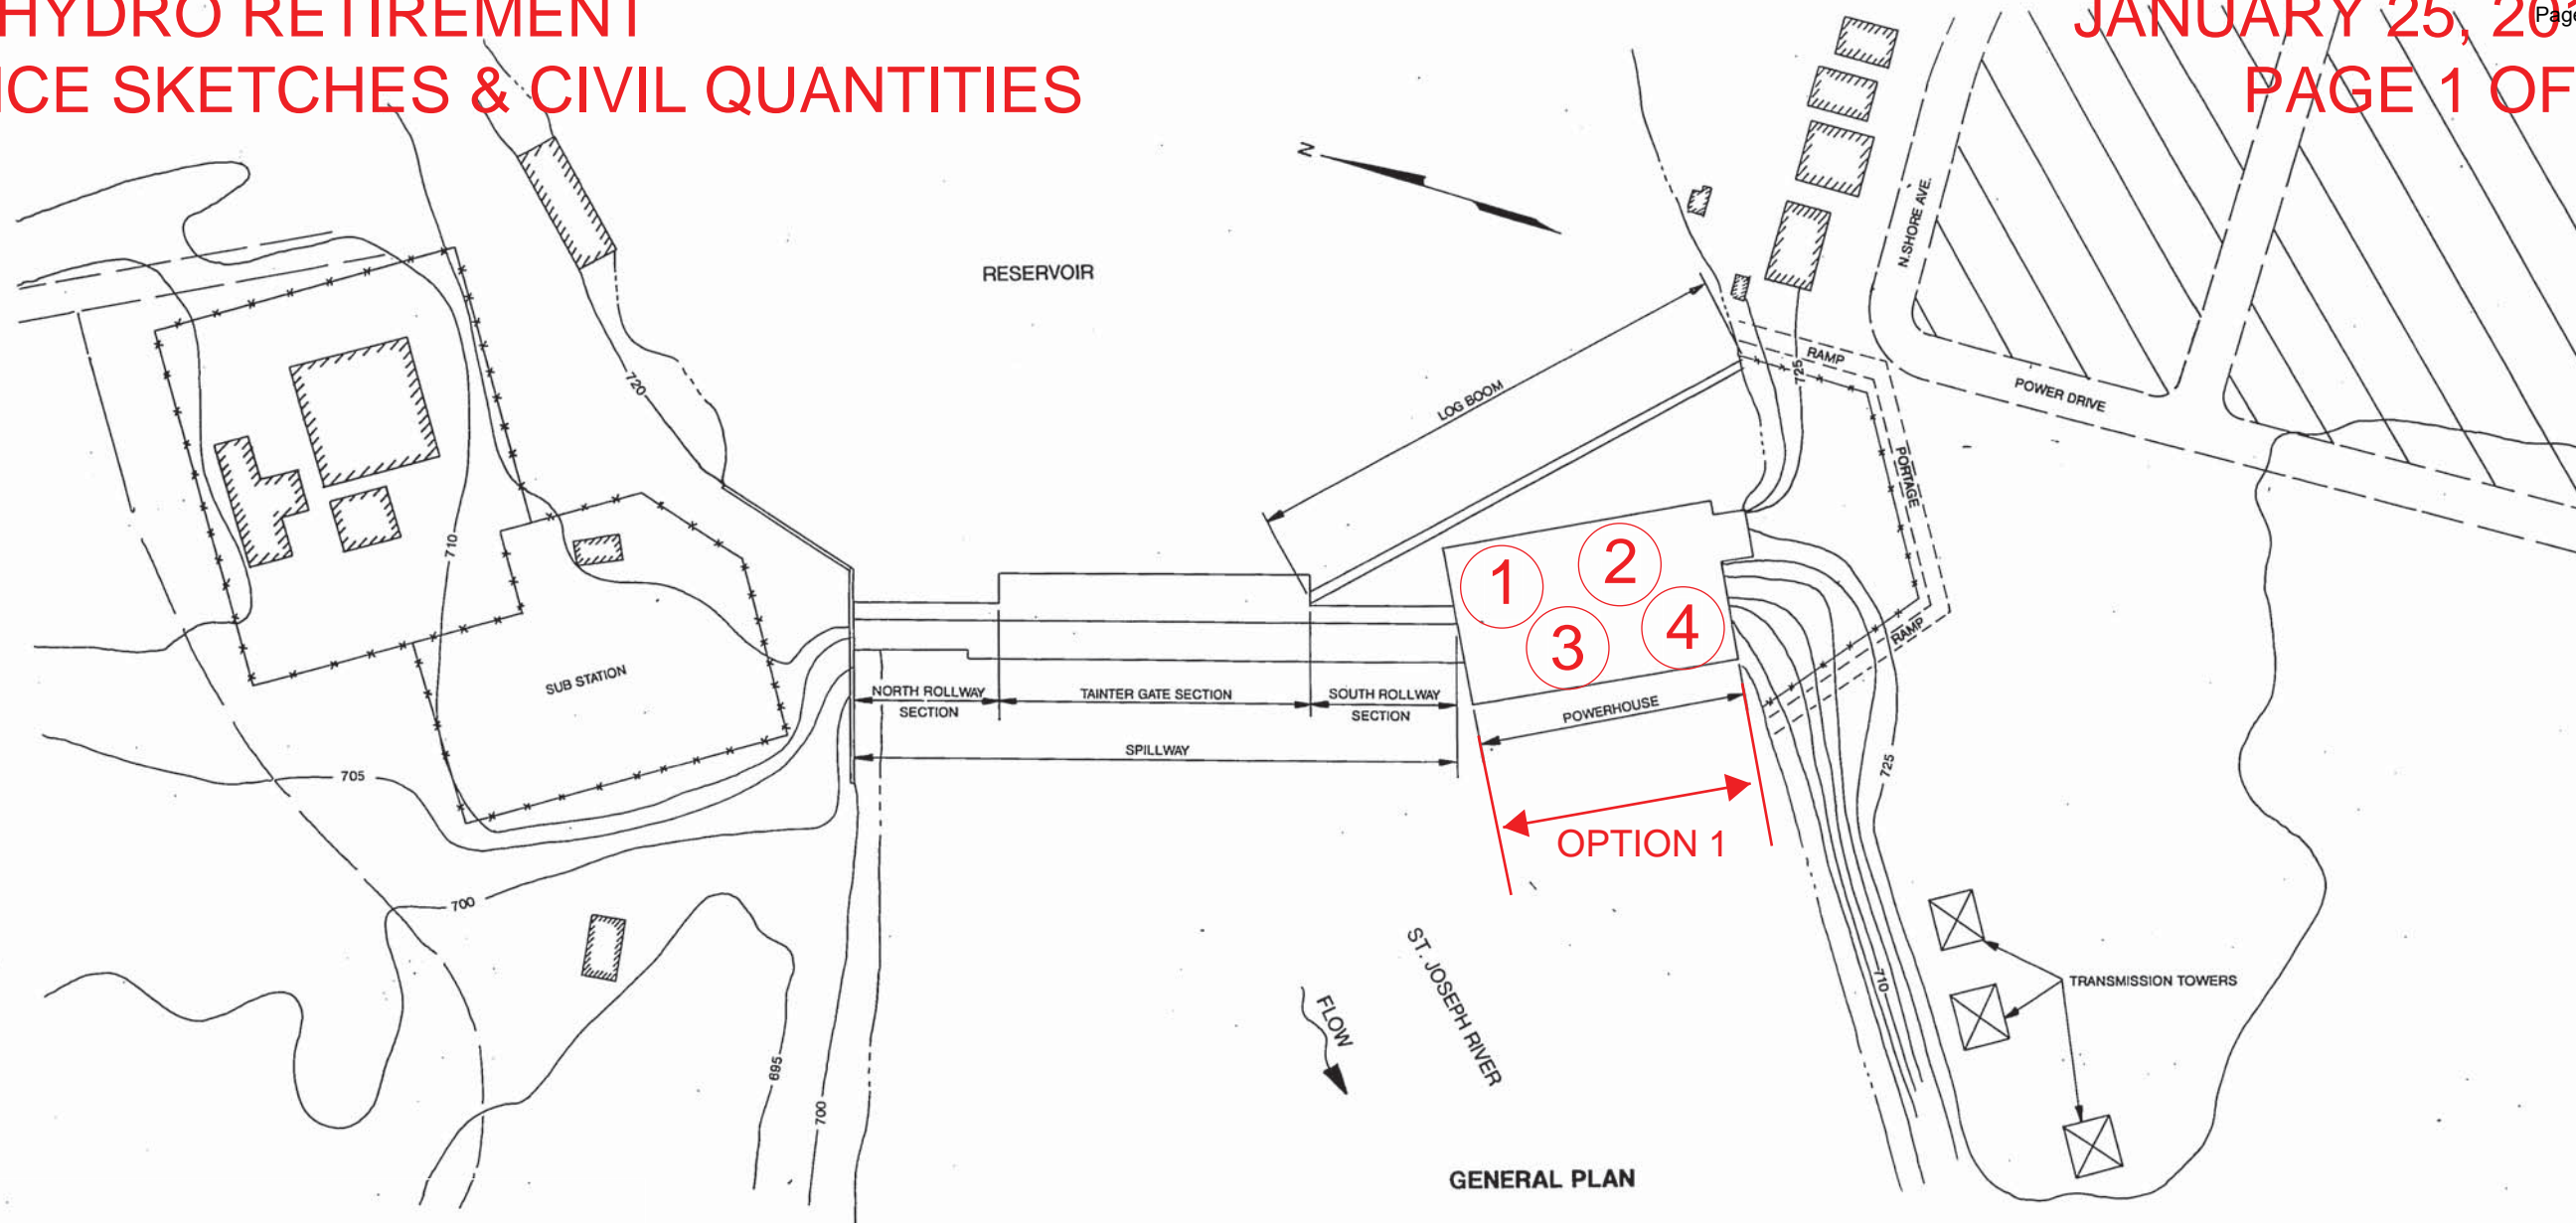 HYDRO RETIREMENT
JANUARY 25, 201
Page
ICE SKETCHES & CIVIL QUANTITIES
PAGE 1 OF
N
RESERVOIR
N.SHORE AVE.
RAMP
725
POWER DRIVE
LOG BOOM
720
PORTAGE
710
1
2
3
4
RAMP
SUB STATION
NORTH ROLLWAY
SECTION
TAINTER GATE SECTION
SOUTH ROLLWAY
SECTION
POWERHOUSE
SPILLWAY
705
725
OPTION 1
700
ST. JOSEPH RIVER
FLOW
710
TRANSMISSION TOWERS
695
700
GENERAL PLAN